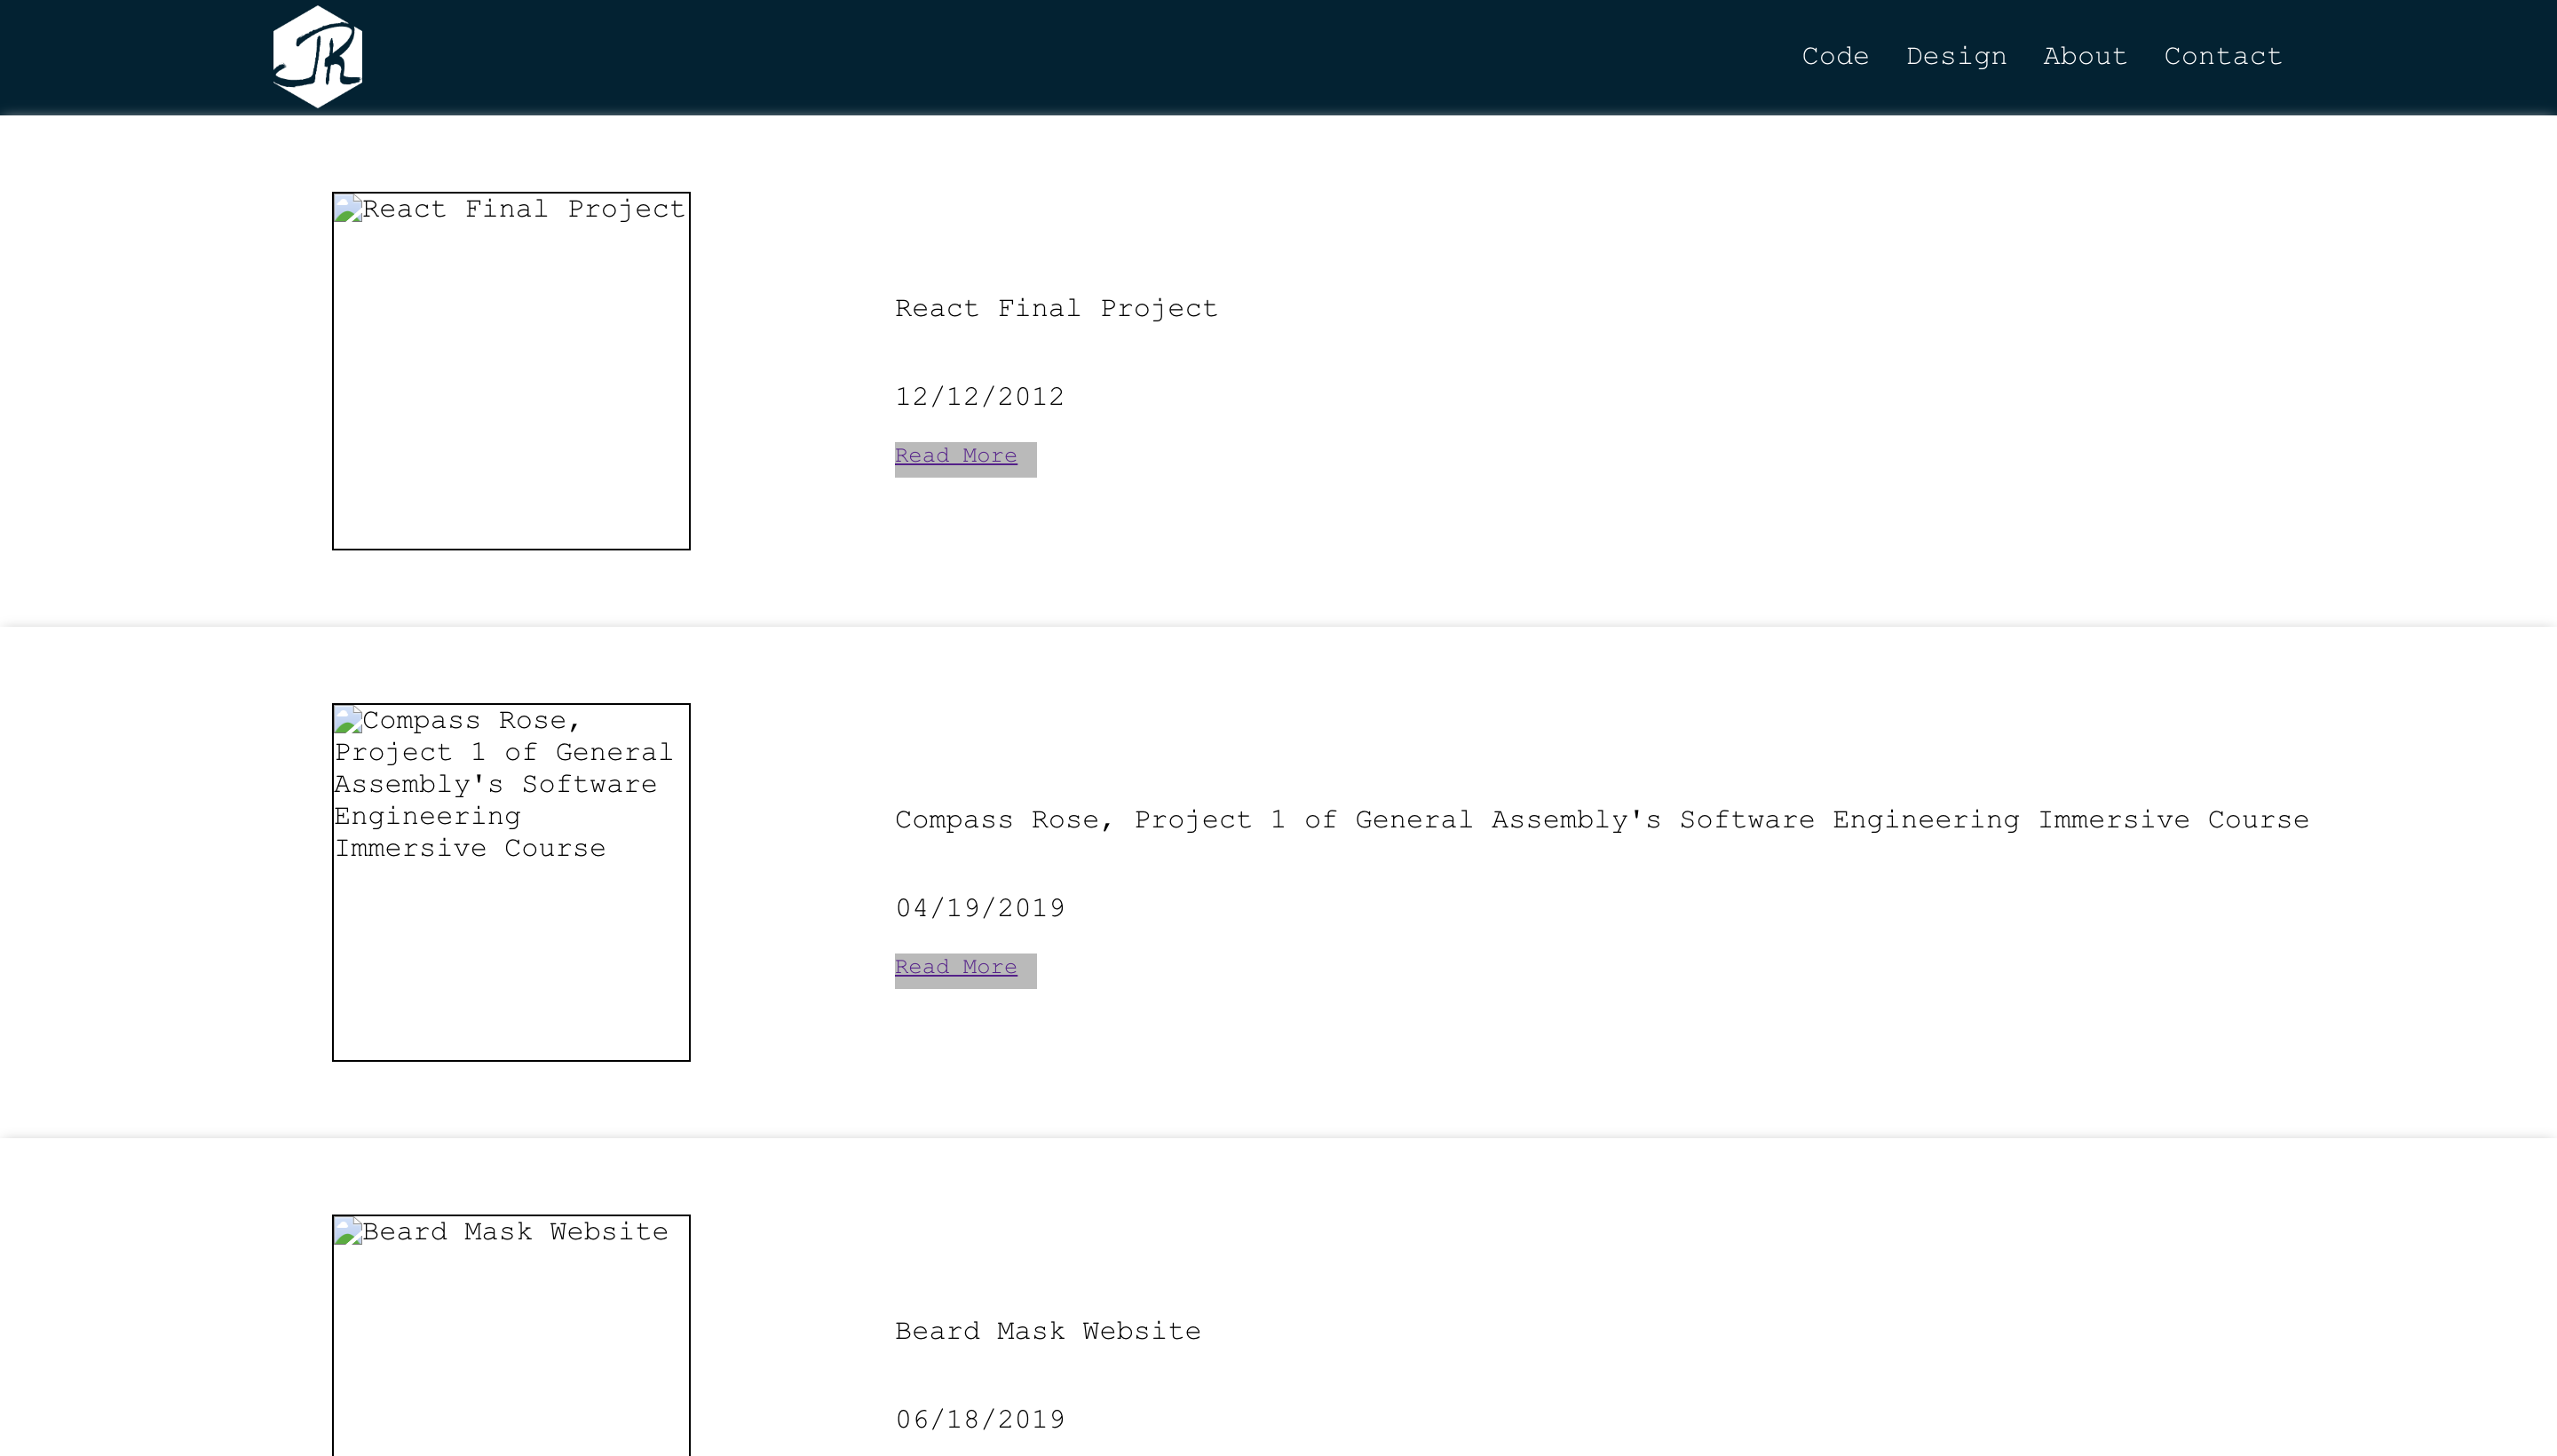 JR
Code Design About Contact
React Final Project
React Final Project
12/12/2012
Read More
Compass Rose,
Project 1 of General
Assembly's Software
Engineering
Immersive Course
Compass Rose, Project 1 of General Assembly's Software Engineering Immersive Course
04/19/2019
Read More
Beard Mask Website
Beard Mask Website
06/18/2019